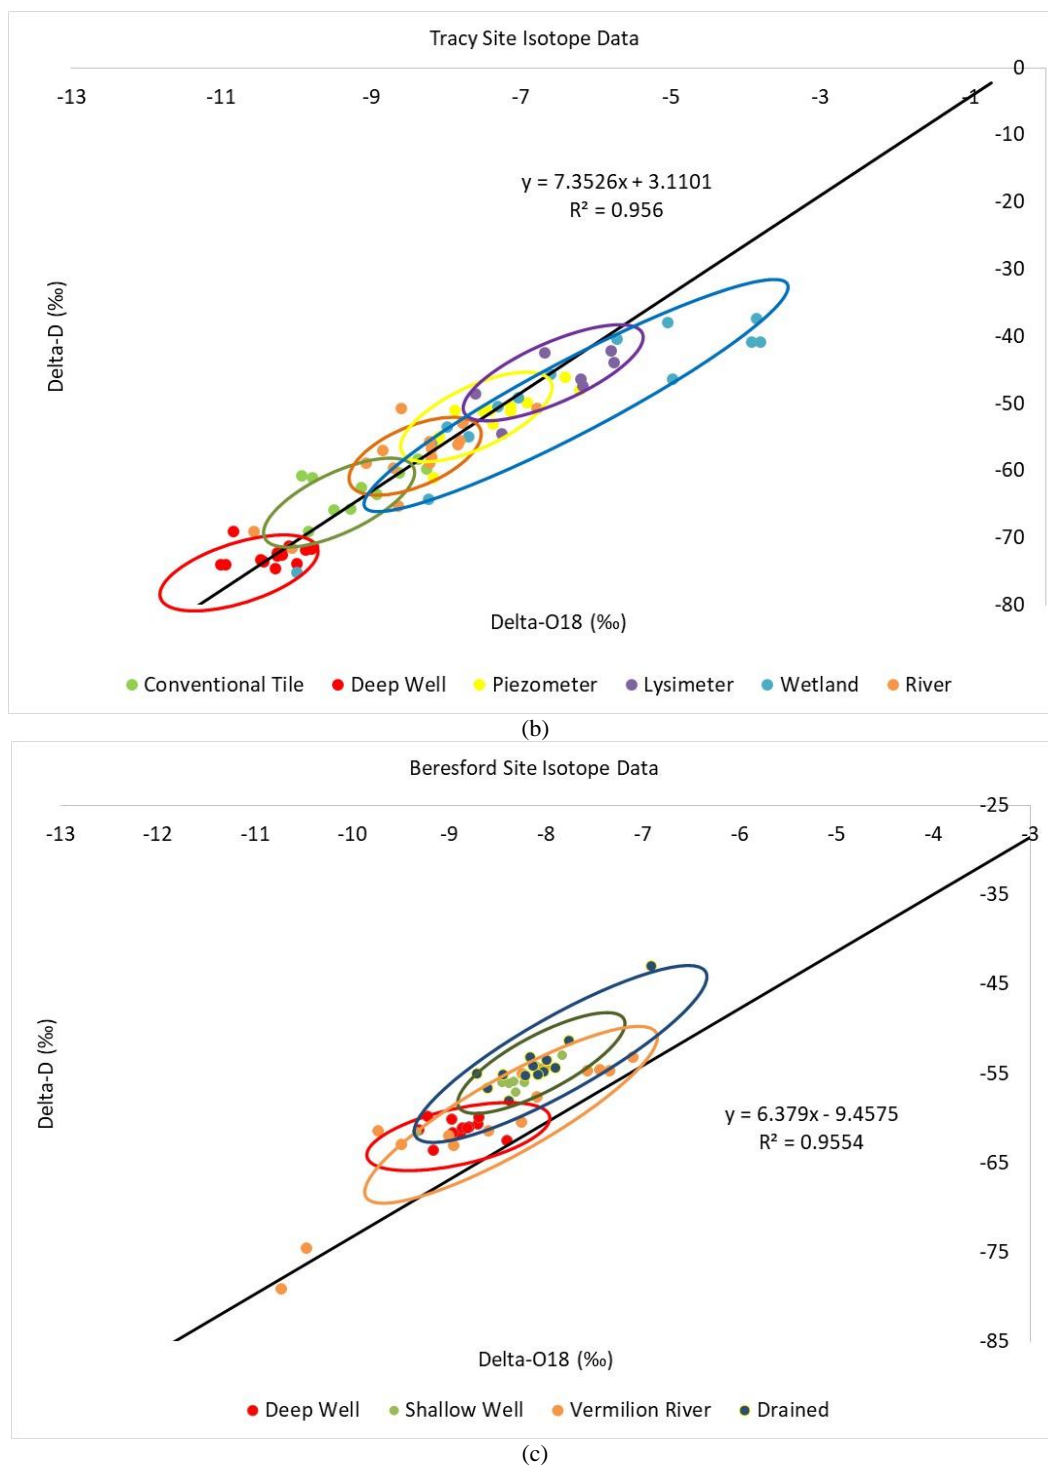 Tracy Site Isotope Data
0
-13 -11 -9 -7 -5 -3 -1
-10
y = 7.3526x + 3.1101
R² = 0.956
-20
-30
Delta-D (‰)
-40
-50
-60
-70
-80
Delta-O18 (‰)
Conventional Tile Deep Well Piezometer Lysimeter Wetland River
(b)
Beresford Site Isotope Data
-25
-13 -12 -11 -10 -9 -8 -7 -6 -5 -4 -3
-35
-45
Delta-D (‰)
-55
y = 6.379x - 9.4575
R² = 0.9554
-65
-75
-85
Delta-O18 (‰)
Deep Well Shallow Well Vermilion River Drained
(c)